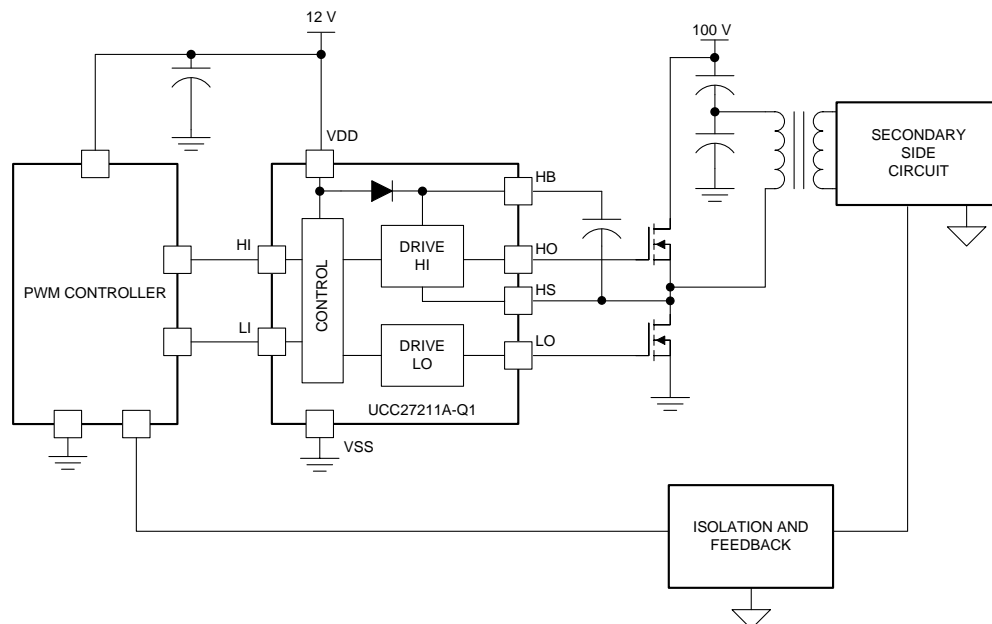 12 V
100 V
VDD
SECONDARY
SIDE
CIRCUIT
HB
HI
DRIVE
HI
HO
PWM CONTROLLER
CONTROL
HS
LI
DRIVE
LO
LO
UCC27211A-Q1
VSS
ISOLATION AND
FEEDBACK